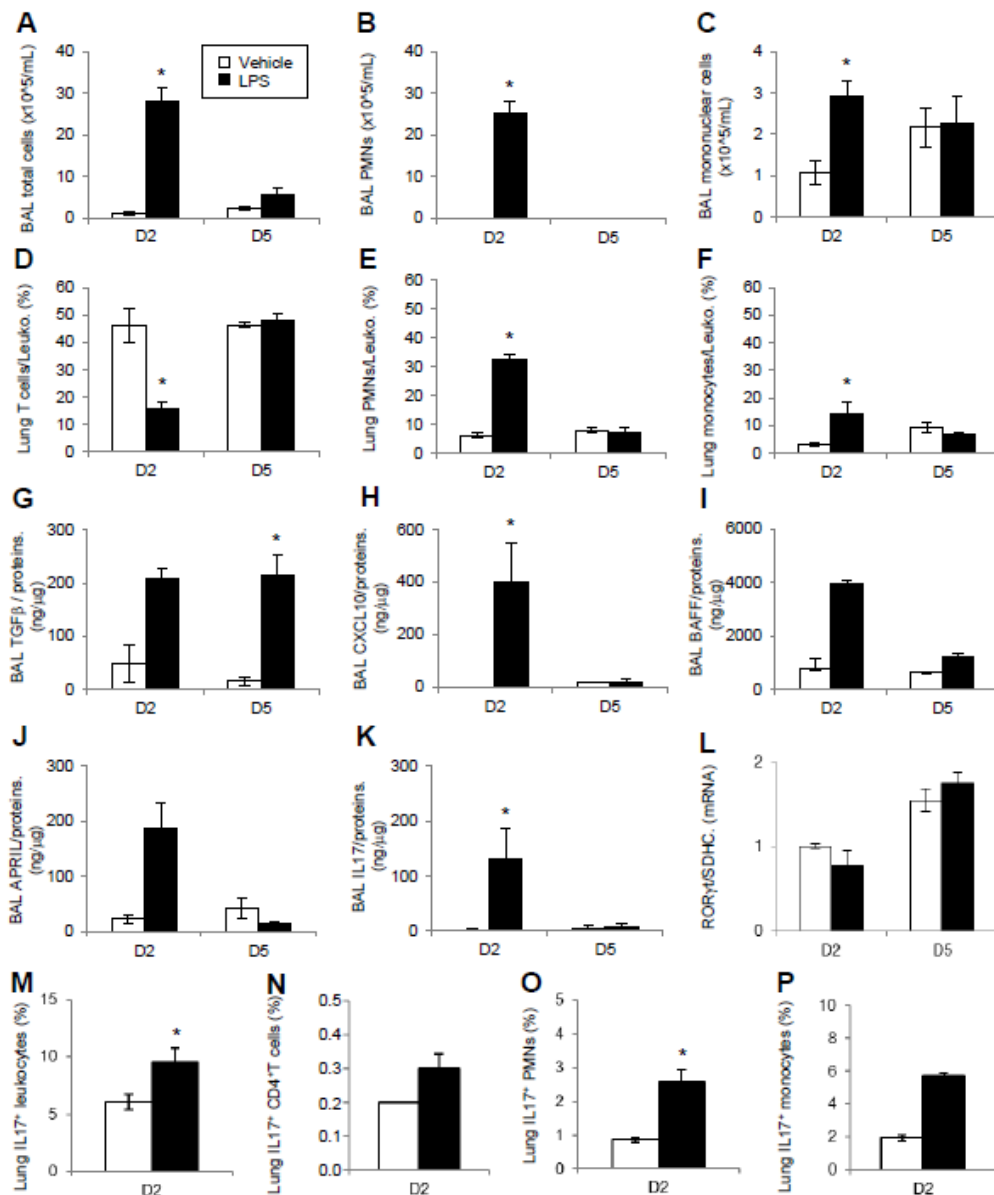 A
BAL total cells (x10^5/mL)
40
30
20
10
0
*
D2
D5
Vehicle
LPS
B
BAL PMNs (x10^5/mL)
40
30
20
10
0
*
D2
D5
C
BAL mononuclear cells
(x10^5/mL)
4
3
2
1
0
*
D2
D5
D
Lung T cells/Leuko. (%)
60
50
40
30
20
10
0
*
D2
D5
E
Lung PMNs/Leuko. (%)
60
50
40
30
20
10
0
*
D2
D5
F
Lung monocytes/Leuko. (%)
60
50
40
30
20
10
0
*
D2
D5
G
BAL TGFβ / proteins.
(ng/μg)
300
200
100
0
*
D2
D5
H
BAL CXCL10/proteins.
(ng/μg)
600
400
200
0
*
D2
D5
I
BAL BAFF/proteins.
(ng/μg)
6000
4000
2000
0
D2
D5
J
BAL APRIL/proteins.
(ng/μg)
300
200
100
0
D2
D5
K
BAL IL17/proteins.
(ng/μg)
300
200
100
0
*
D2
D5
L
RORγt/SDHC. (mRNA)
2
1
0
D2
D5
M
Lung IL17+ leukocytes (%)
15
10
5
0
*
D2
N
Lung IL17+ CD4+T cells (%)
0.5
0.4
0.3
0.2
0.1
0.0
D2
O
Lung IL17+ PMNs (%)
5
4
3
2
1
0
*
D2
P
Lung IL17+ monocytes (%)
10
8
6
4
2
0
D2